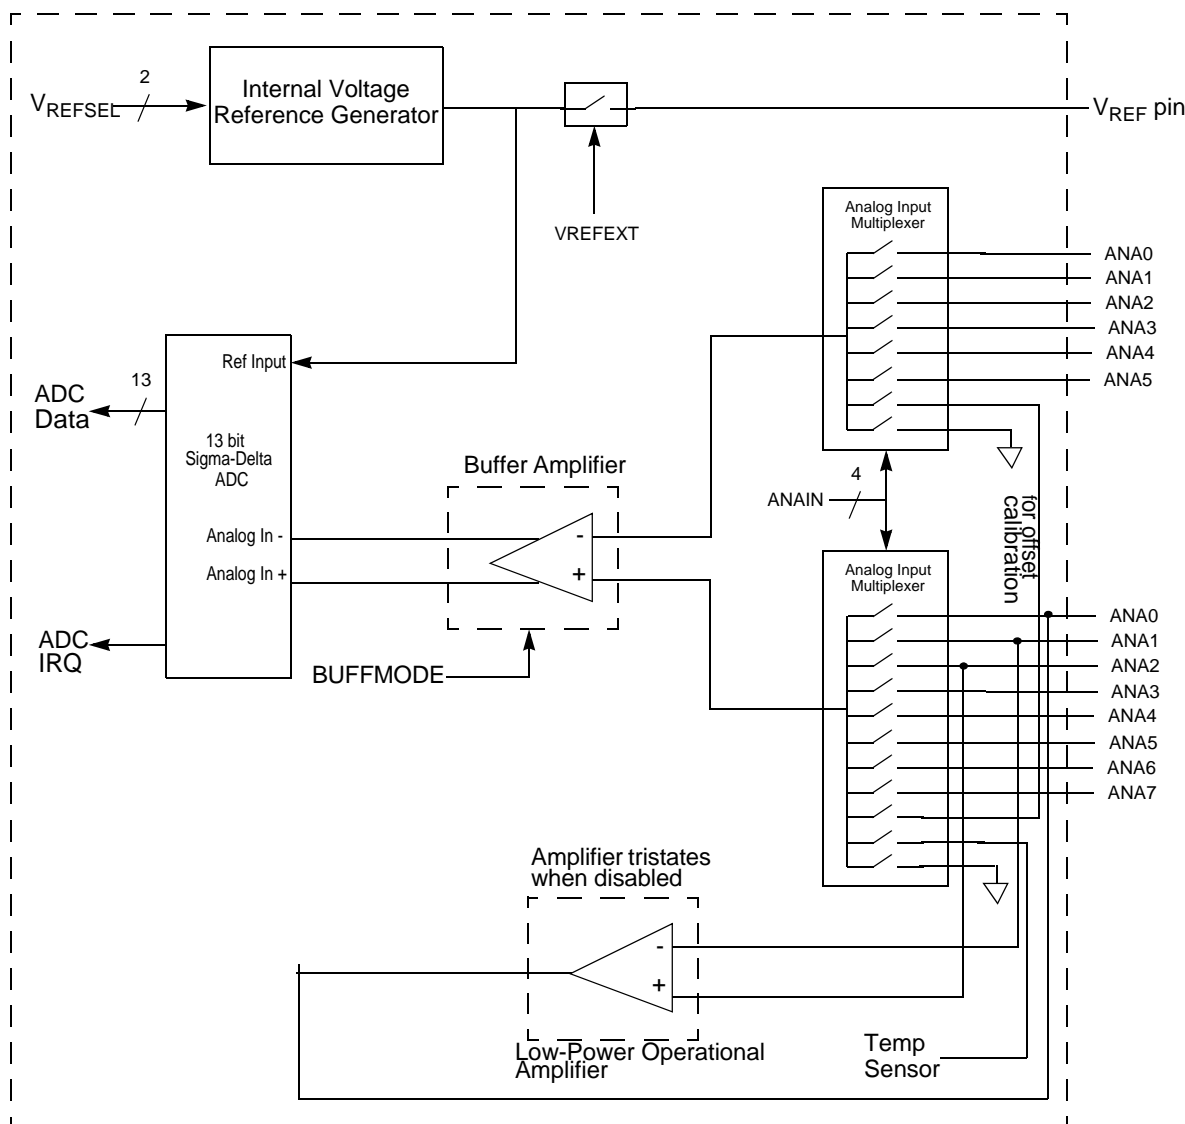 2
VREFSEL
Internal Voltage
Reference Generator
VREF pin
VREFEXT
Analog Input
Multiplexer
ANA0
ANA1
ANA2
ANA3
ANA4
ANA5
Ref Input
13
ADC
Data
13 bit
Sigma-Delta
ADC
Buffer Amplifier
4
ANAIN
for offset
calibration
Analog In -
Analog In +
-
+
Analog Input
Multiplexer
ADC
IRQ
BUFFMODE
ANA0
ANA1
ANA2
ANA3
ANA4
ANA5
ANA6
ANA7
Amplifier tristates
when disabled
-
+
Low-Power Operational
Amplifier
Temp
Sensor